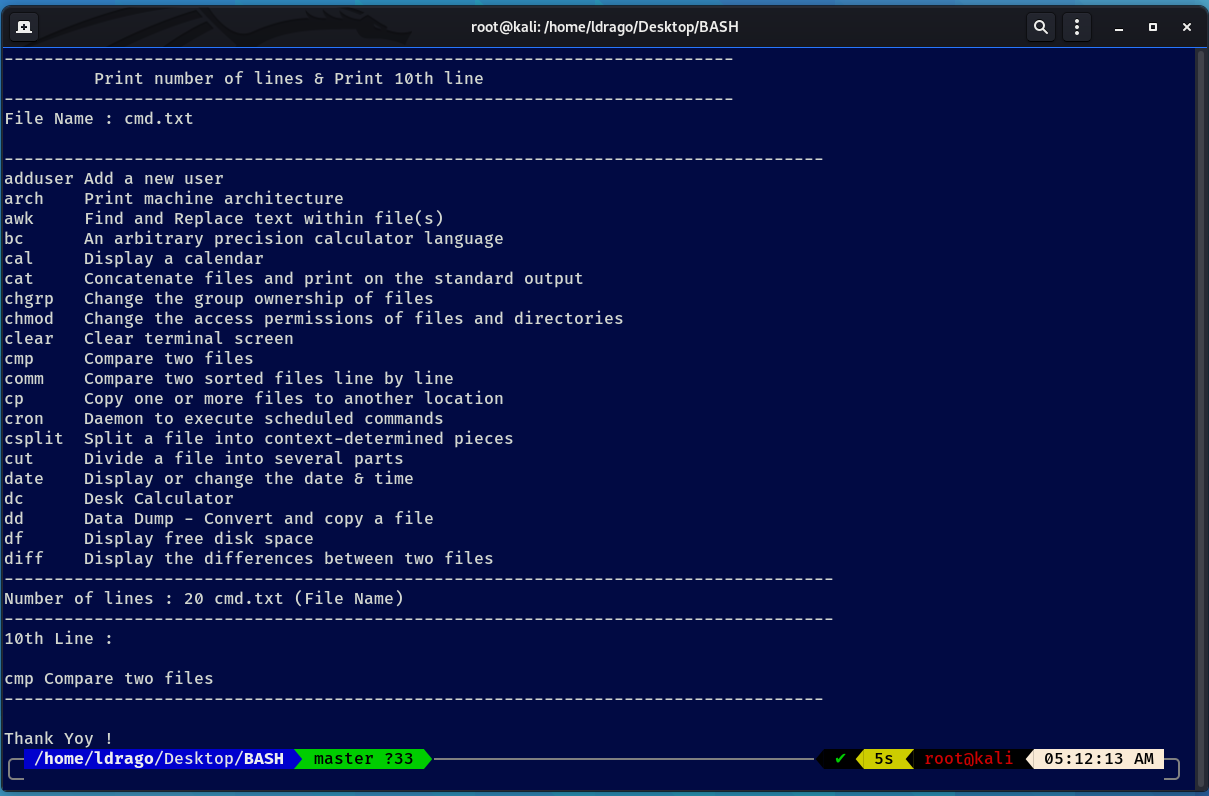 root@kali: /home/ldrago/Desktop/BASH
-------------------------------------------------------------------------
         Print number of lines & Print 10th line
-------------------------------------------------------------------------
File Name : cmd.txt

----------------------------------------------------------------------------------
adduser Add a new user
arch    Print machine architecture
awk     Find and Replace text within file(s)
bc      An arbitrary precision calculator language
cal     Display a calendar
cat     Concatenate files and print on the standard output
chgrp   Change the group ownership of files
chmod   Change the access permissions of files and directories
clear   Clear terminal screen
cmp     Compare two files
comm    Compare two sorted files line by line
cp      Copy one or more files to another location
cron    Daemon to execute scheduled commands
csplit  Split a file into context-determined pieces
cut     Divide a file into several parts
date    Display or change the date & time
dc      Desk Calculator
dd      Data Dump - Convert and copy a file
df      Display free disk space
diff    Display the differences between two files
-----------------------------------------------------------------------------------
Number of lines : 20 cmd.txt (File Name)
-----------------------------------------------------------------------------------
10th Line :

cmp Compare two files
----------------------------------------------------------------------------------

Thank Yoy !
/home/ldrago/Desktop/BASH master ?33 ✔ 5s root@kali 05:12:13 AM